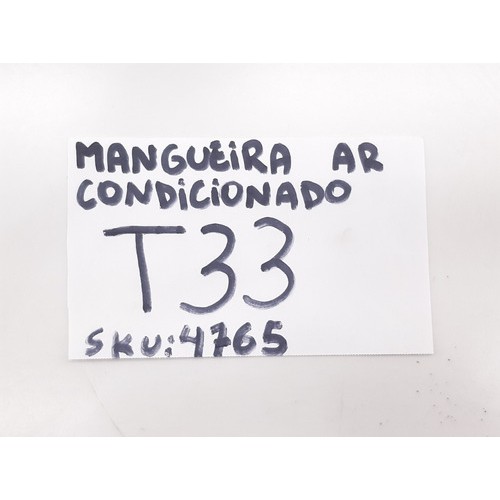 MANGUEIRA AR
CONDICIONADO
T33
SKU:4765